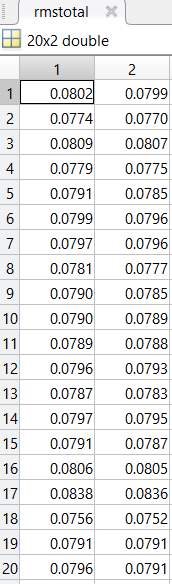 rmstotal
20x2 double
1 2
1 0.0802 0.0799
2 0.0774 0.0770
3 0.0809 0.0807
4 0.0779 0.0775
5 0.0791 0.0785
6 0.0799 0.0796
7 0.0797 0.0796
8 0.0781 0.0777
9 0.0790 0.0785
10 0.0790 0.0789
11 0.0789 0.0788
12 0.0796 0.0793
13 0.0787 0.0783
14 0.0797 0.0795
15 0.0791 0.0787
16 0.0806 0.0805
17 0.0838 0.0836
18 0.0756 0.0752
19 0.0791 0.0791
20 0.0796 0.0791